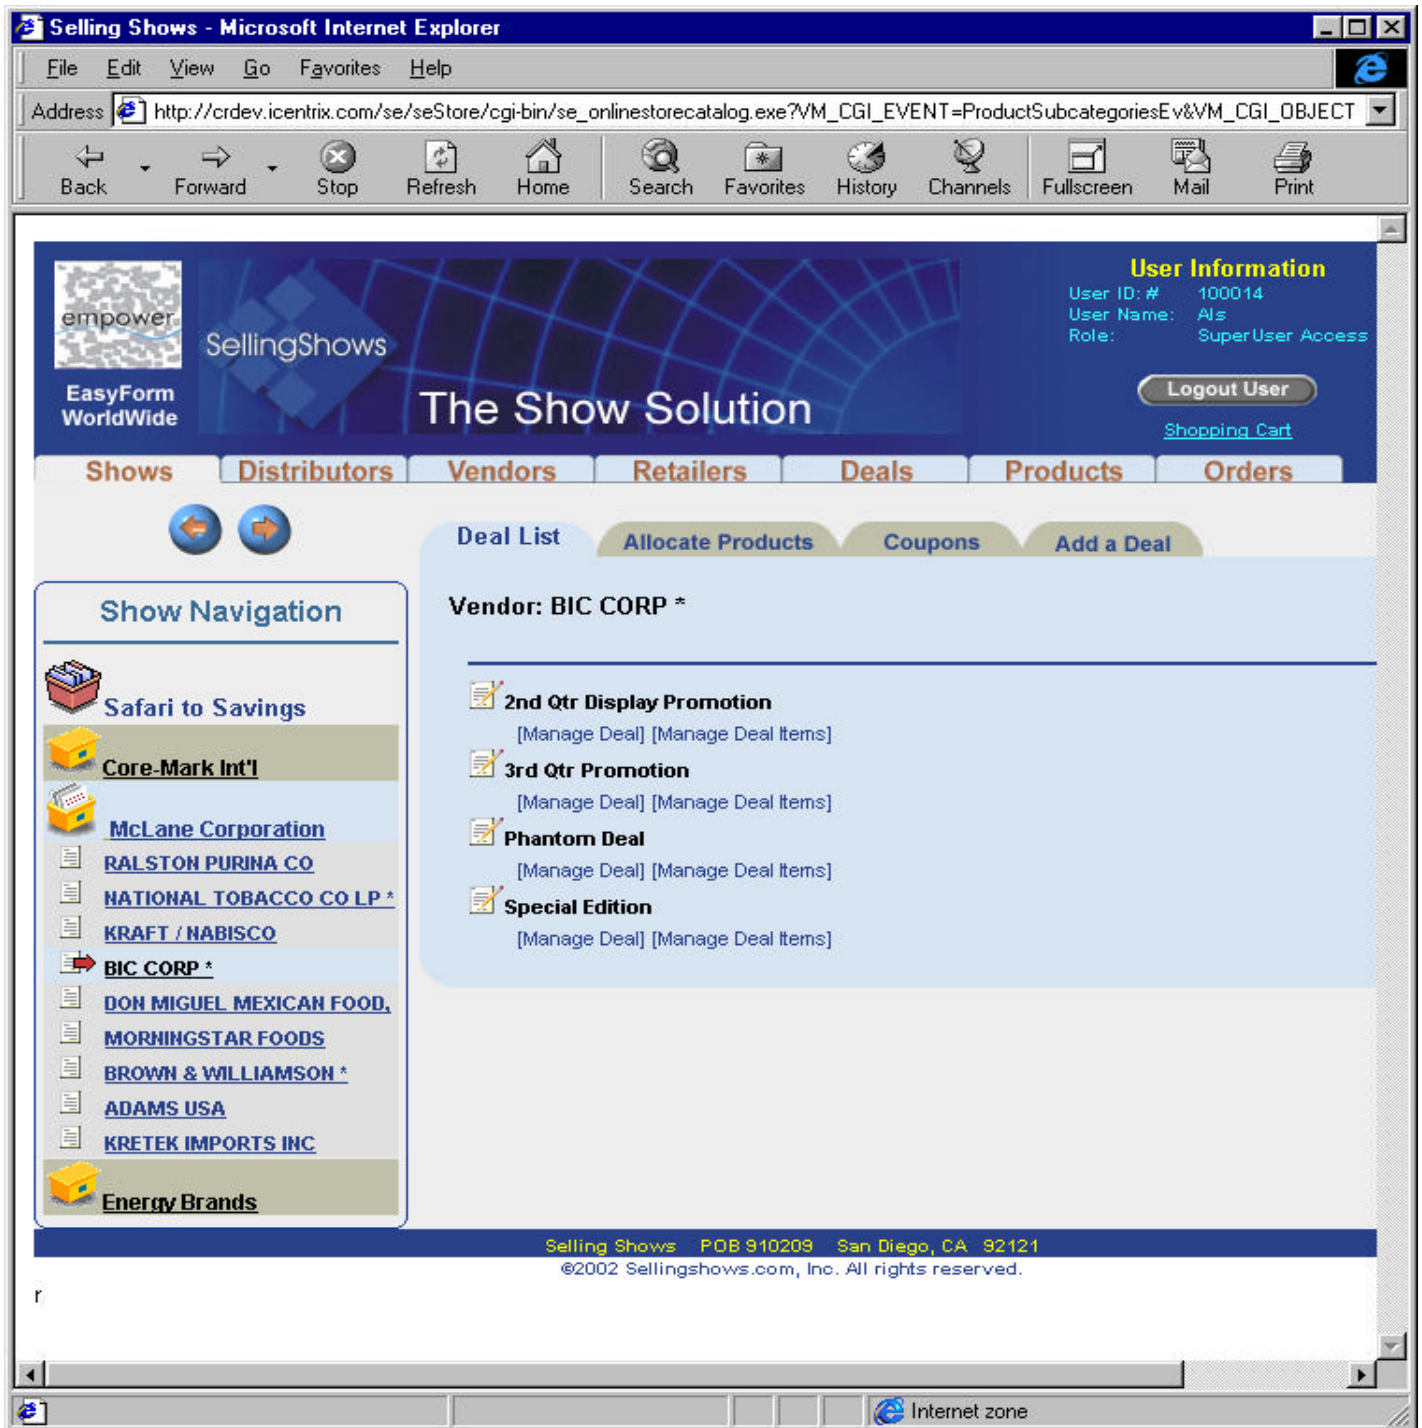 Selling Shows - Microsoft Internet Explorer
File Edit View Go Favorites Help
Address http://crdev.icentrix.com/se/seStore/cgi-bin/se_onlinestorecatalog.exe?VM_CGI_EVENT=ProductSubcategoriesEv&VM_CGI_OBJECT
Back Forward Stop Refresh Home Search Favorites History Channels Fullscreen Mail Print
empower
EasyForm
WorldWide
SellingShows
The Show Solution
User Information
User ID: # 100014
User Name: Als
Role: SuperUser Access
Logout User
Shopping Cart
Shows Distributors Vendors Retailers Deals Products Orders
Deal List Allocate Products Coupons Add a Deal
Show Navigation
Safari to Savings
Core-Mark Int'l
McLane Corporation
RALSTON PURINA CO
NATIONAL TOBACCO CO LP *
KRAFT / NABISCO
BIC CORP *
DON MIGUEL MEXICAN FOOD,
MORNINGSTAR FOODS
BROWN & WILLIAMSON *
ADAMS USA
KRETEK IMPORTS INC
Energy Brands
Vendor: BIC CORP *
2nd Qtr Display Promotion
[Manage Deal] [Manage Deal Items]
3rd Qtr Promotion
[Manage Deal] [Manage Deal Items]
Phantom Deal
[Manage Deal] [Manage Deal Items]
Special Edition
[Manage Deal] [Manage Deal Items]
Selling Shows POB 910209 San Diego, CA 92121
©2002 Sellingshows.com, Inc. All rights reserved.
r
Internet zone